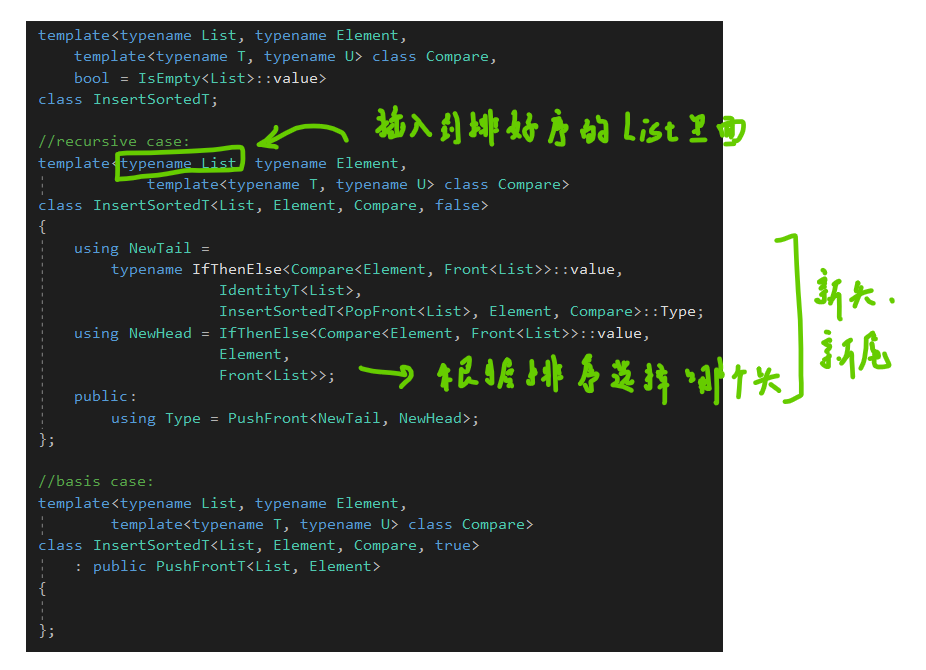 template<typename List, typename Element,
    template<typename T, typename U> class Compare,
    bool = IsEmpty<List>::value>
class InsertSortedT;
//recursive case:
插入到排好序的List里面
template<typename List, typename Element,
            template<typename T, typename U> class Compare>
class InsertSortedT<List, Element, Compare, false>
{
    using NewTail =
        typename IfThenElse<Compare<Element, Front<List>>::value,
                    IdentityT<List>,
                    InsertSortedT<PopFront<List>, Element, Compare>::Type;
    using NewHead = IfThenElse<Compare<Element, Front<List>>::value,
                    Element,
                    Front<List>>;
根据排序选择哪个头
新头.
新尾
    public:
        using Type = PushFront<NewTail, NewHead>;
};
//basis case:
template<typename List, typename Element,
        template<typename T, typename U> class Compare>
class InsertSortedT<List, Element, Compare, true>
    : public PushFrontT<List, Element>
{
};